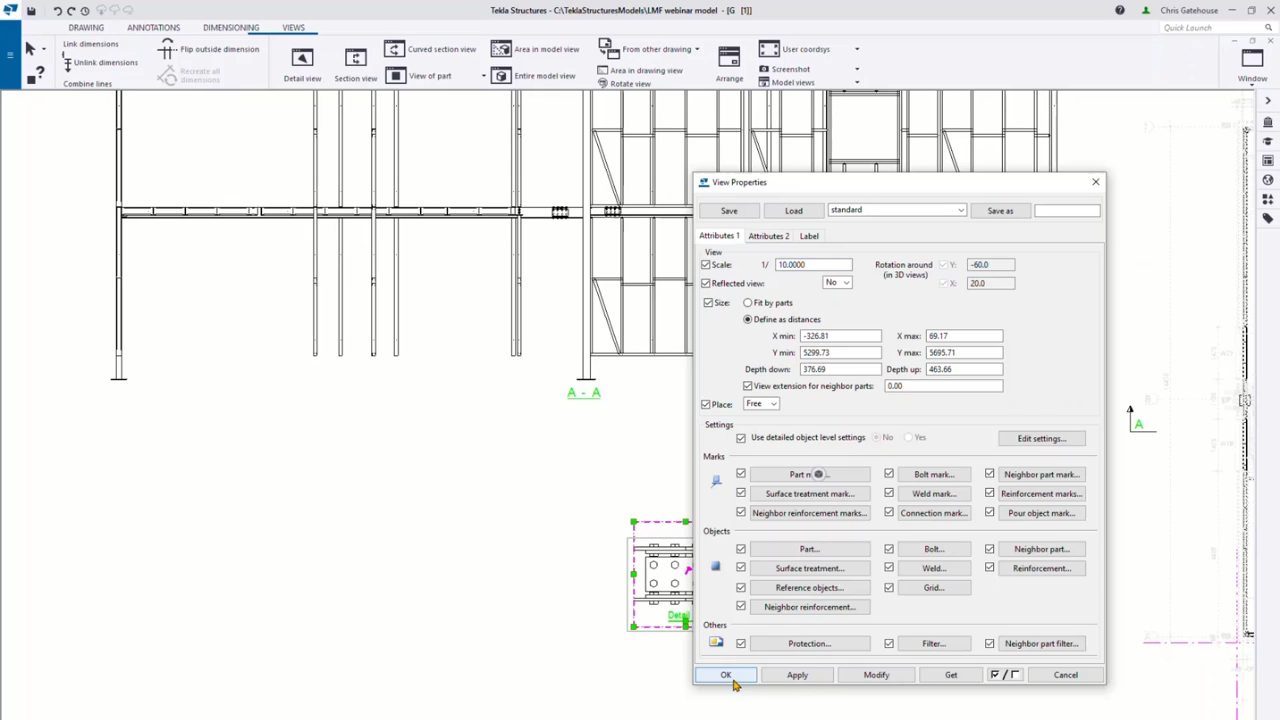 Tekla Structures - C:\TeklaStructuresModels\LMF webinar model - [G [1]]
Chris Gatehouse
DRAWING ANNOTATIONS DIMENSIONING VIEWS
Quick Launch
Link dimensions
Unlink dimensions
Combine lines
Flip outside dimension
Recreate all
dimensions
Detail view
Section view
Curved section view
View of part
Area in model view
Entire model view
From other drawing
Area in drawing view
Rotate view
Arrange
User coordsys
Screenshot
Model views
Window
A - A
A
Detail
View Properties
Save Load standard Save as
Attributes 1 Attributes 2 Label
View
Scale: 1/ 10.0000 Rotation around Y: -60.0
(in 3D views)
Reflected view: No X: 20.0
Size: Fit by parts
Define as distances
X min: -326.81 X max: 69.17
Y min: 5299.73 Y max: 5695.71
Depth down: 376.69 Depth up: 463.66
View extension for neighbor parts: 0.00
Place: Free
Settings
Use detailed object level settings No Yes Edit settings...
Marks
Part m... Bolt mark... Neighbor part mark...
Surface treatment mark... Weld mark... Reinforcement marks...
Neighbor reinforcement marks... Connection mark... Pour object mark...
Objects
Part... Bolt... Neighbor part...
Surface treatment... Weld... Reinforcement...
Reference objects... Grid...
Neighbor reinforcement...
Others
Protection... Filter... Neighbor part filter...
OK Apply Modify Get / Cancel